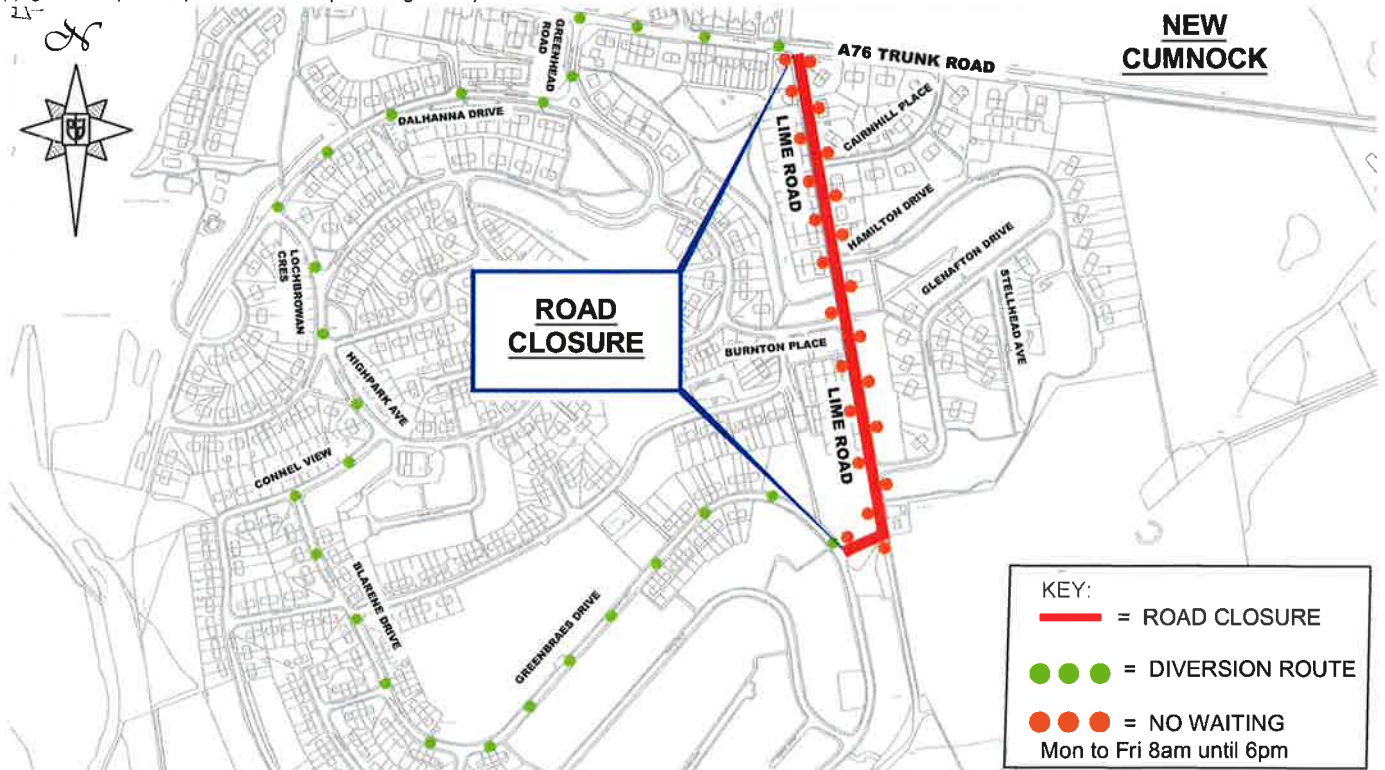 N
NEW
CUMNOCK
GREENHEAD
ROAD
A76 TRUNK ROAD
DALHANNA DRIVE
CAIRNHILL PLACE
LIME ROAD
HAMILTON DRIVE
LOCHBROWAN
CRES
GLENAFTON DRIVE
STELLHEAD AVE
ROAD
CLOSURE
BURNTON PLACE
HIGHPARK AVE
LIME ROAD
CONNEL VIEW
BLARENE DRIVE
GREENBRAES DRIVE
KEY:
= ROAD CLOSURE
= DIVERSION ROUTE
= NO WAITING
Mon to Fri 8am until 6pm